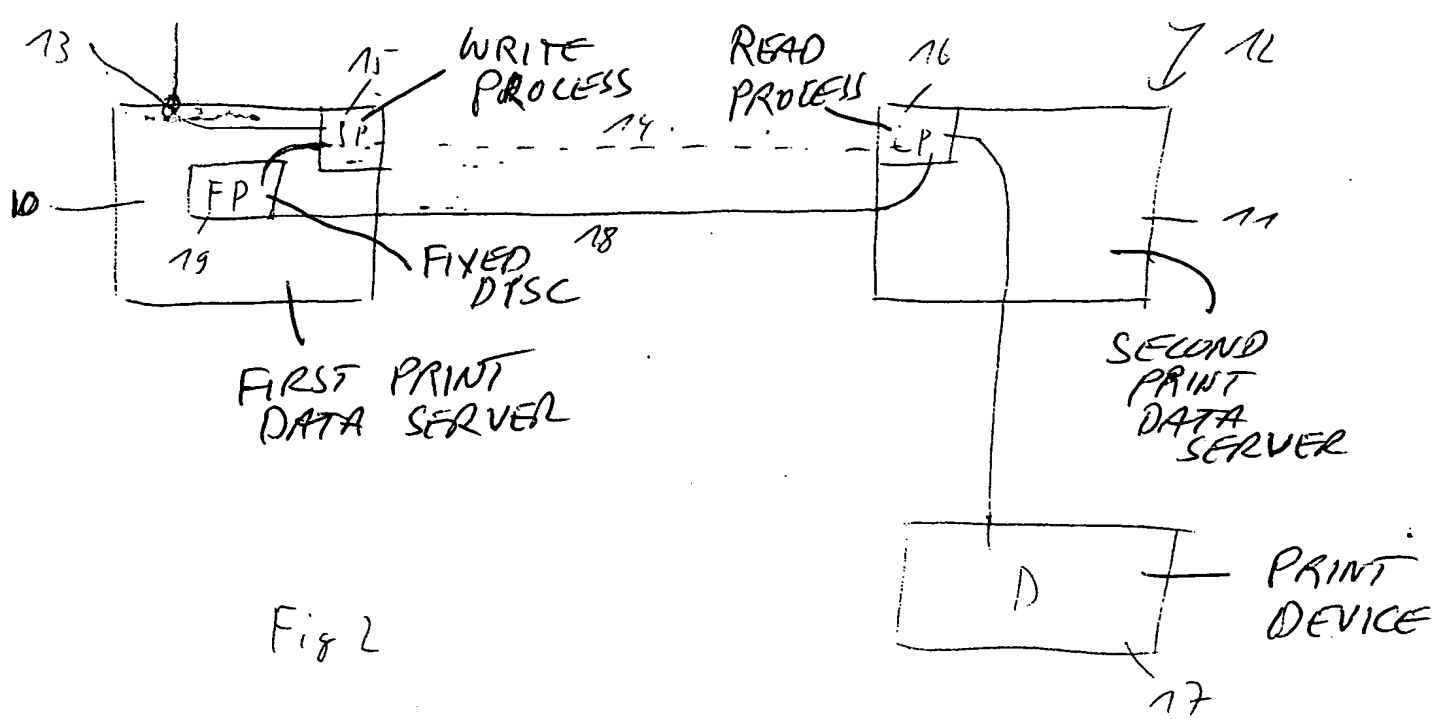 13
15
WRITE
PROCESS
READ
PROCESS
16
12
SP
14
LP
10
FP
19
18
11
FIXED
DISC
FIRST PRINT
DATA SERVER
SECOND
PRINT
DATA
SERVER
D
PRINT
DEVICE
Fig 2
17